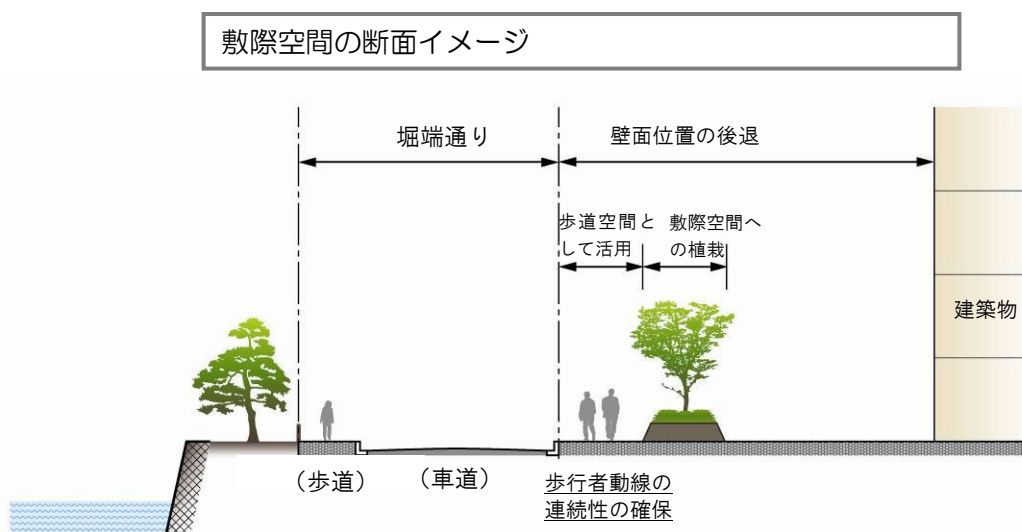 敷際空間の断面イメージ
堀端通り
壁面位置の後退
歩道空間と
して活用
敷際空間へ
の植栽
建築物
（歩道）
（車道）
歩行者動線の
連続性の確保